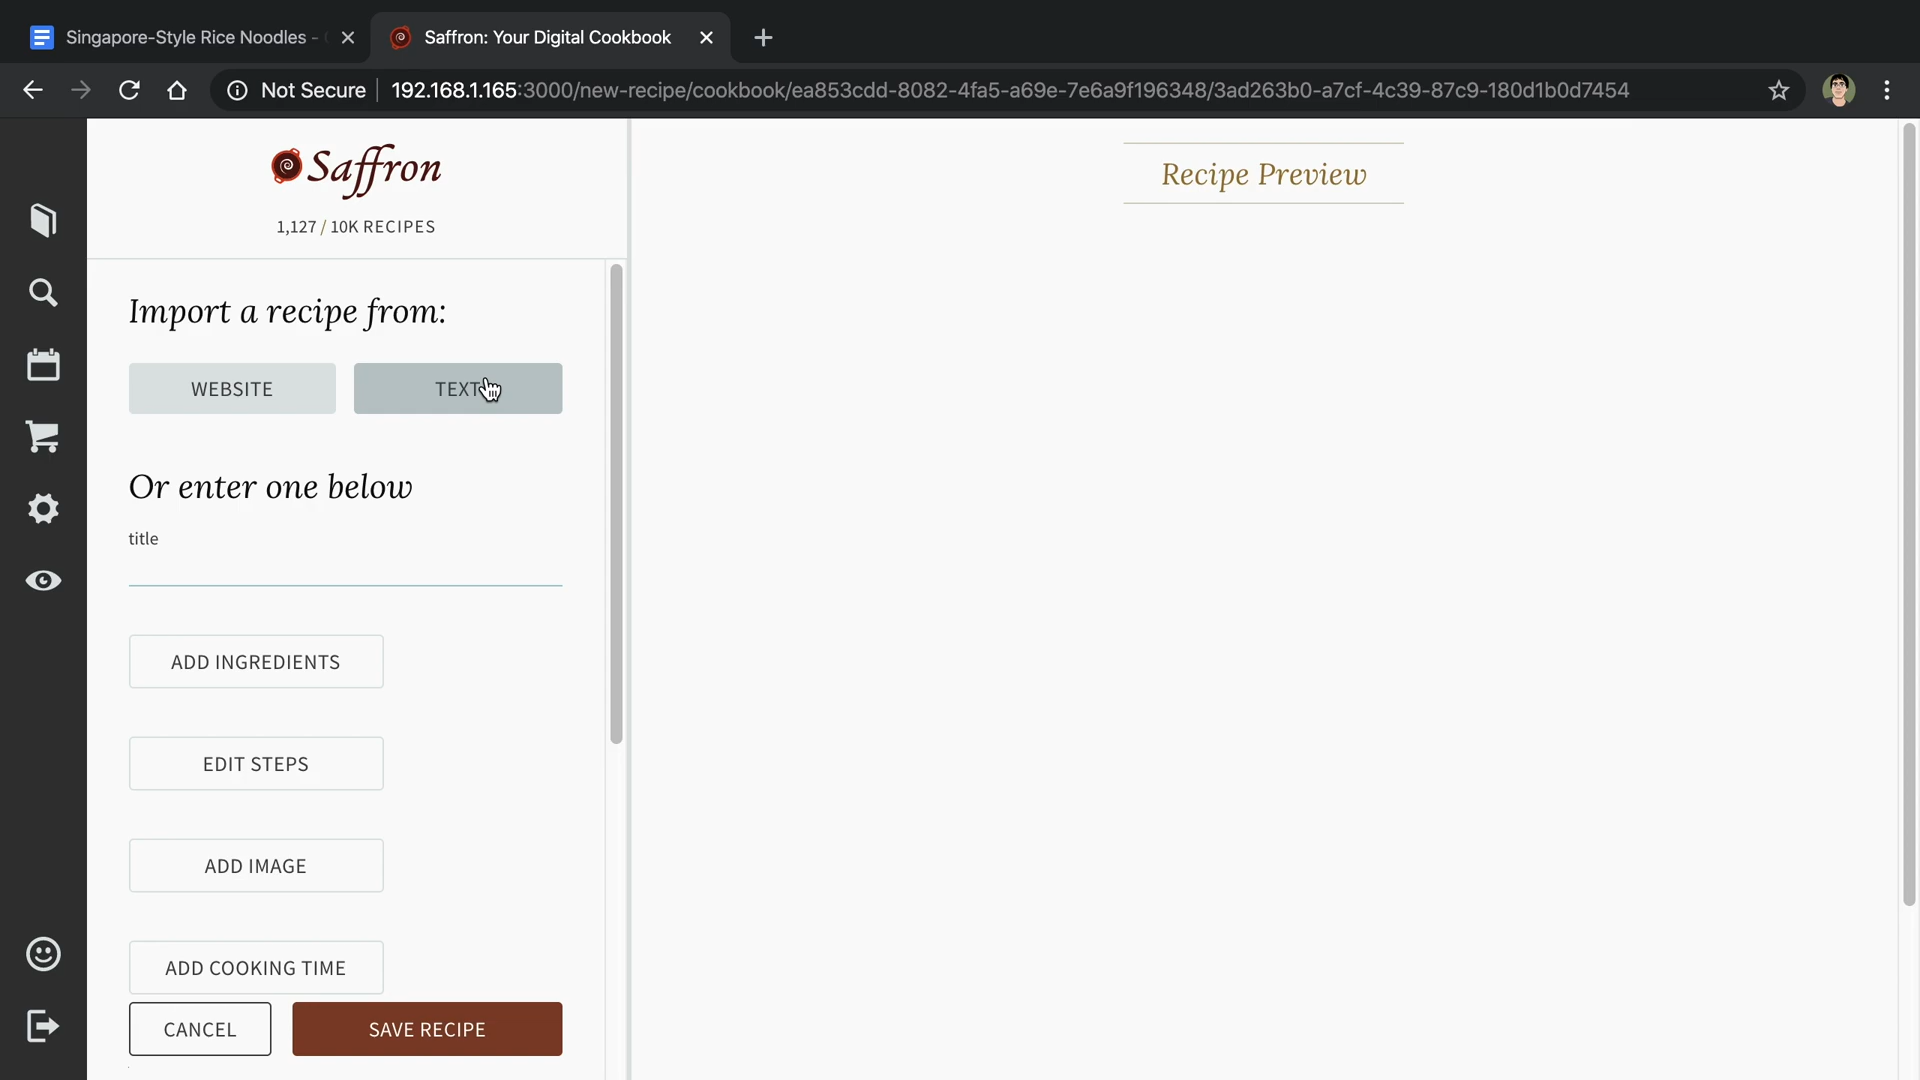 Singapore-Style Rice Noodles -
Saffron: Your Digital Cookbook
Not Secure
192.168.1.165:3000/new-recipe/cookbook/ea853cdd-8082-4fa5-a69e-7e6a9f196348/3ad263b0-a7cf-4c39-87c9-180d1b0d7454
Saffron
1,127 / 10K RECIPES
Recipe Preview
Import a recipe from:
WEBSITE
TEXT
Or enter one below
title
ADD INGREDIENTS
EDIT STEPS
ADD IMAGE
ADD COOKING TIME
CANCEL
SAVE RECIPE